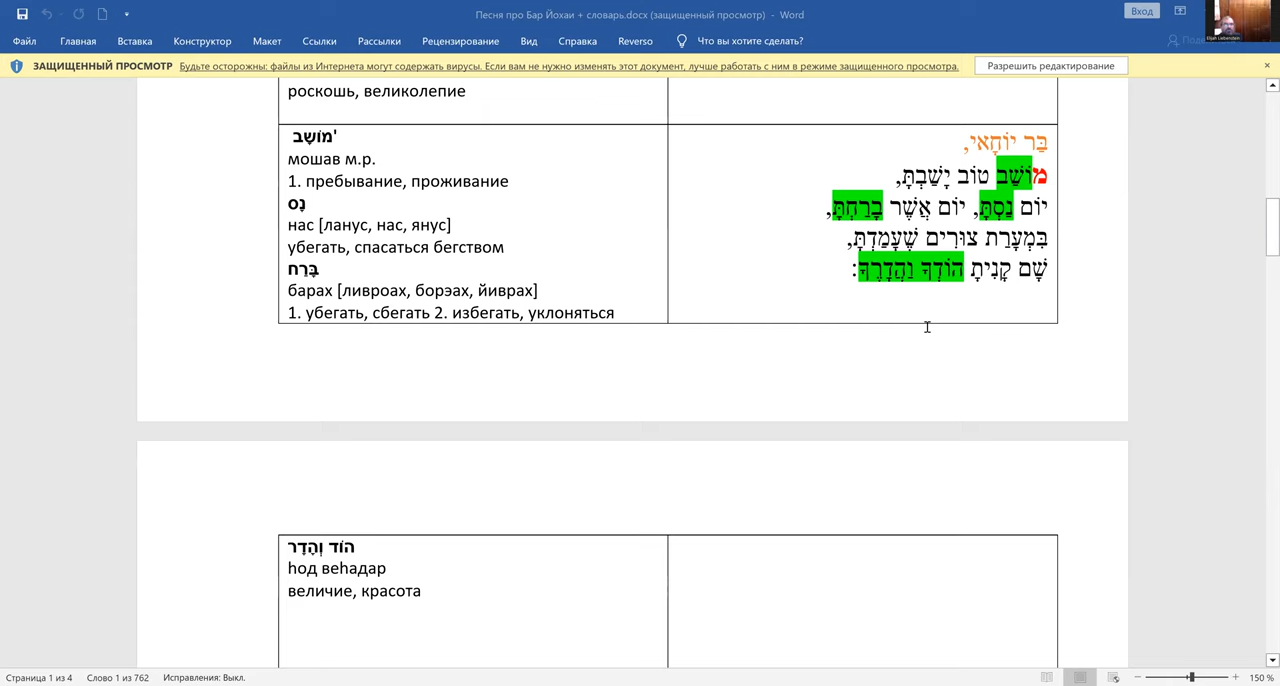 Песня про Бар Йохаи + словарь.docx (защищенный просмотр) - Word
Вход
Файл Главная Вставка Конструктор Макет Ссылки Рассылки Рецензирование Вид Справка Reverso Что вы хотите сделать?
ЗАЩИЩЕННЫЙ ПРОСМОТР Будьте осторожны: файлы из Интернета могут содержать вирусы. Если вам не нужно изменять этот документ, лучше работать с ним в режиме защищенного просмотра. Разрешить редактирование
роскошь, великолепие
מוֹשָב'
мошав м.р.
1. пребывание, проживание
נָס
нас [ланус, нас, янус]
убегать, спасаться бегством
בָּרַח
барах [ливроах, борэах, йиврах]
1. убегать, сбегать 2. избегать, уклоняться
בַּר יוֹחָאי,
מוֹשַׁב טוֹב יָשַׁבְתָּ,
יוֹם נַסְתָּ, יוֹם אֲשֶׁר בָּרַחְתָּ,
בִּמְעָרַת צוּרִים שֶׁעָמַדְתָּ,
שָׁם קָנִיתָ הוֹדְךָ וַהֲדָרֶךָ:
הוֹד וְהָדָר
hод веhадар
величие, красота
Страница 1 из 4 Слово 1 из 762 Исправления: Выкл. 150 %